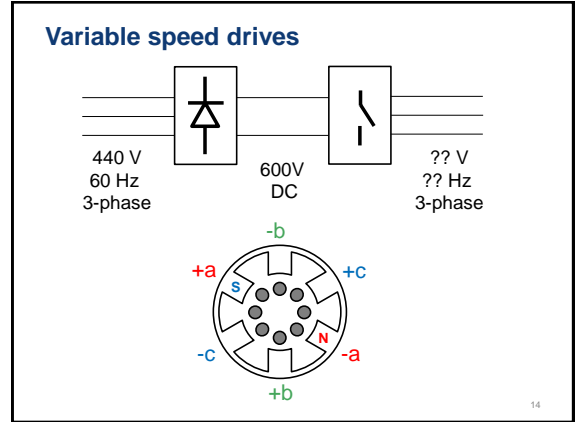 Variable speed drives
440 V
60 Hz
3-phase
600V
DC
?? V
?? Hz
3-phase
-b
+a
+c
S
N
-c
-a
+b
14